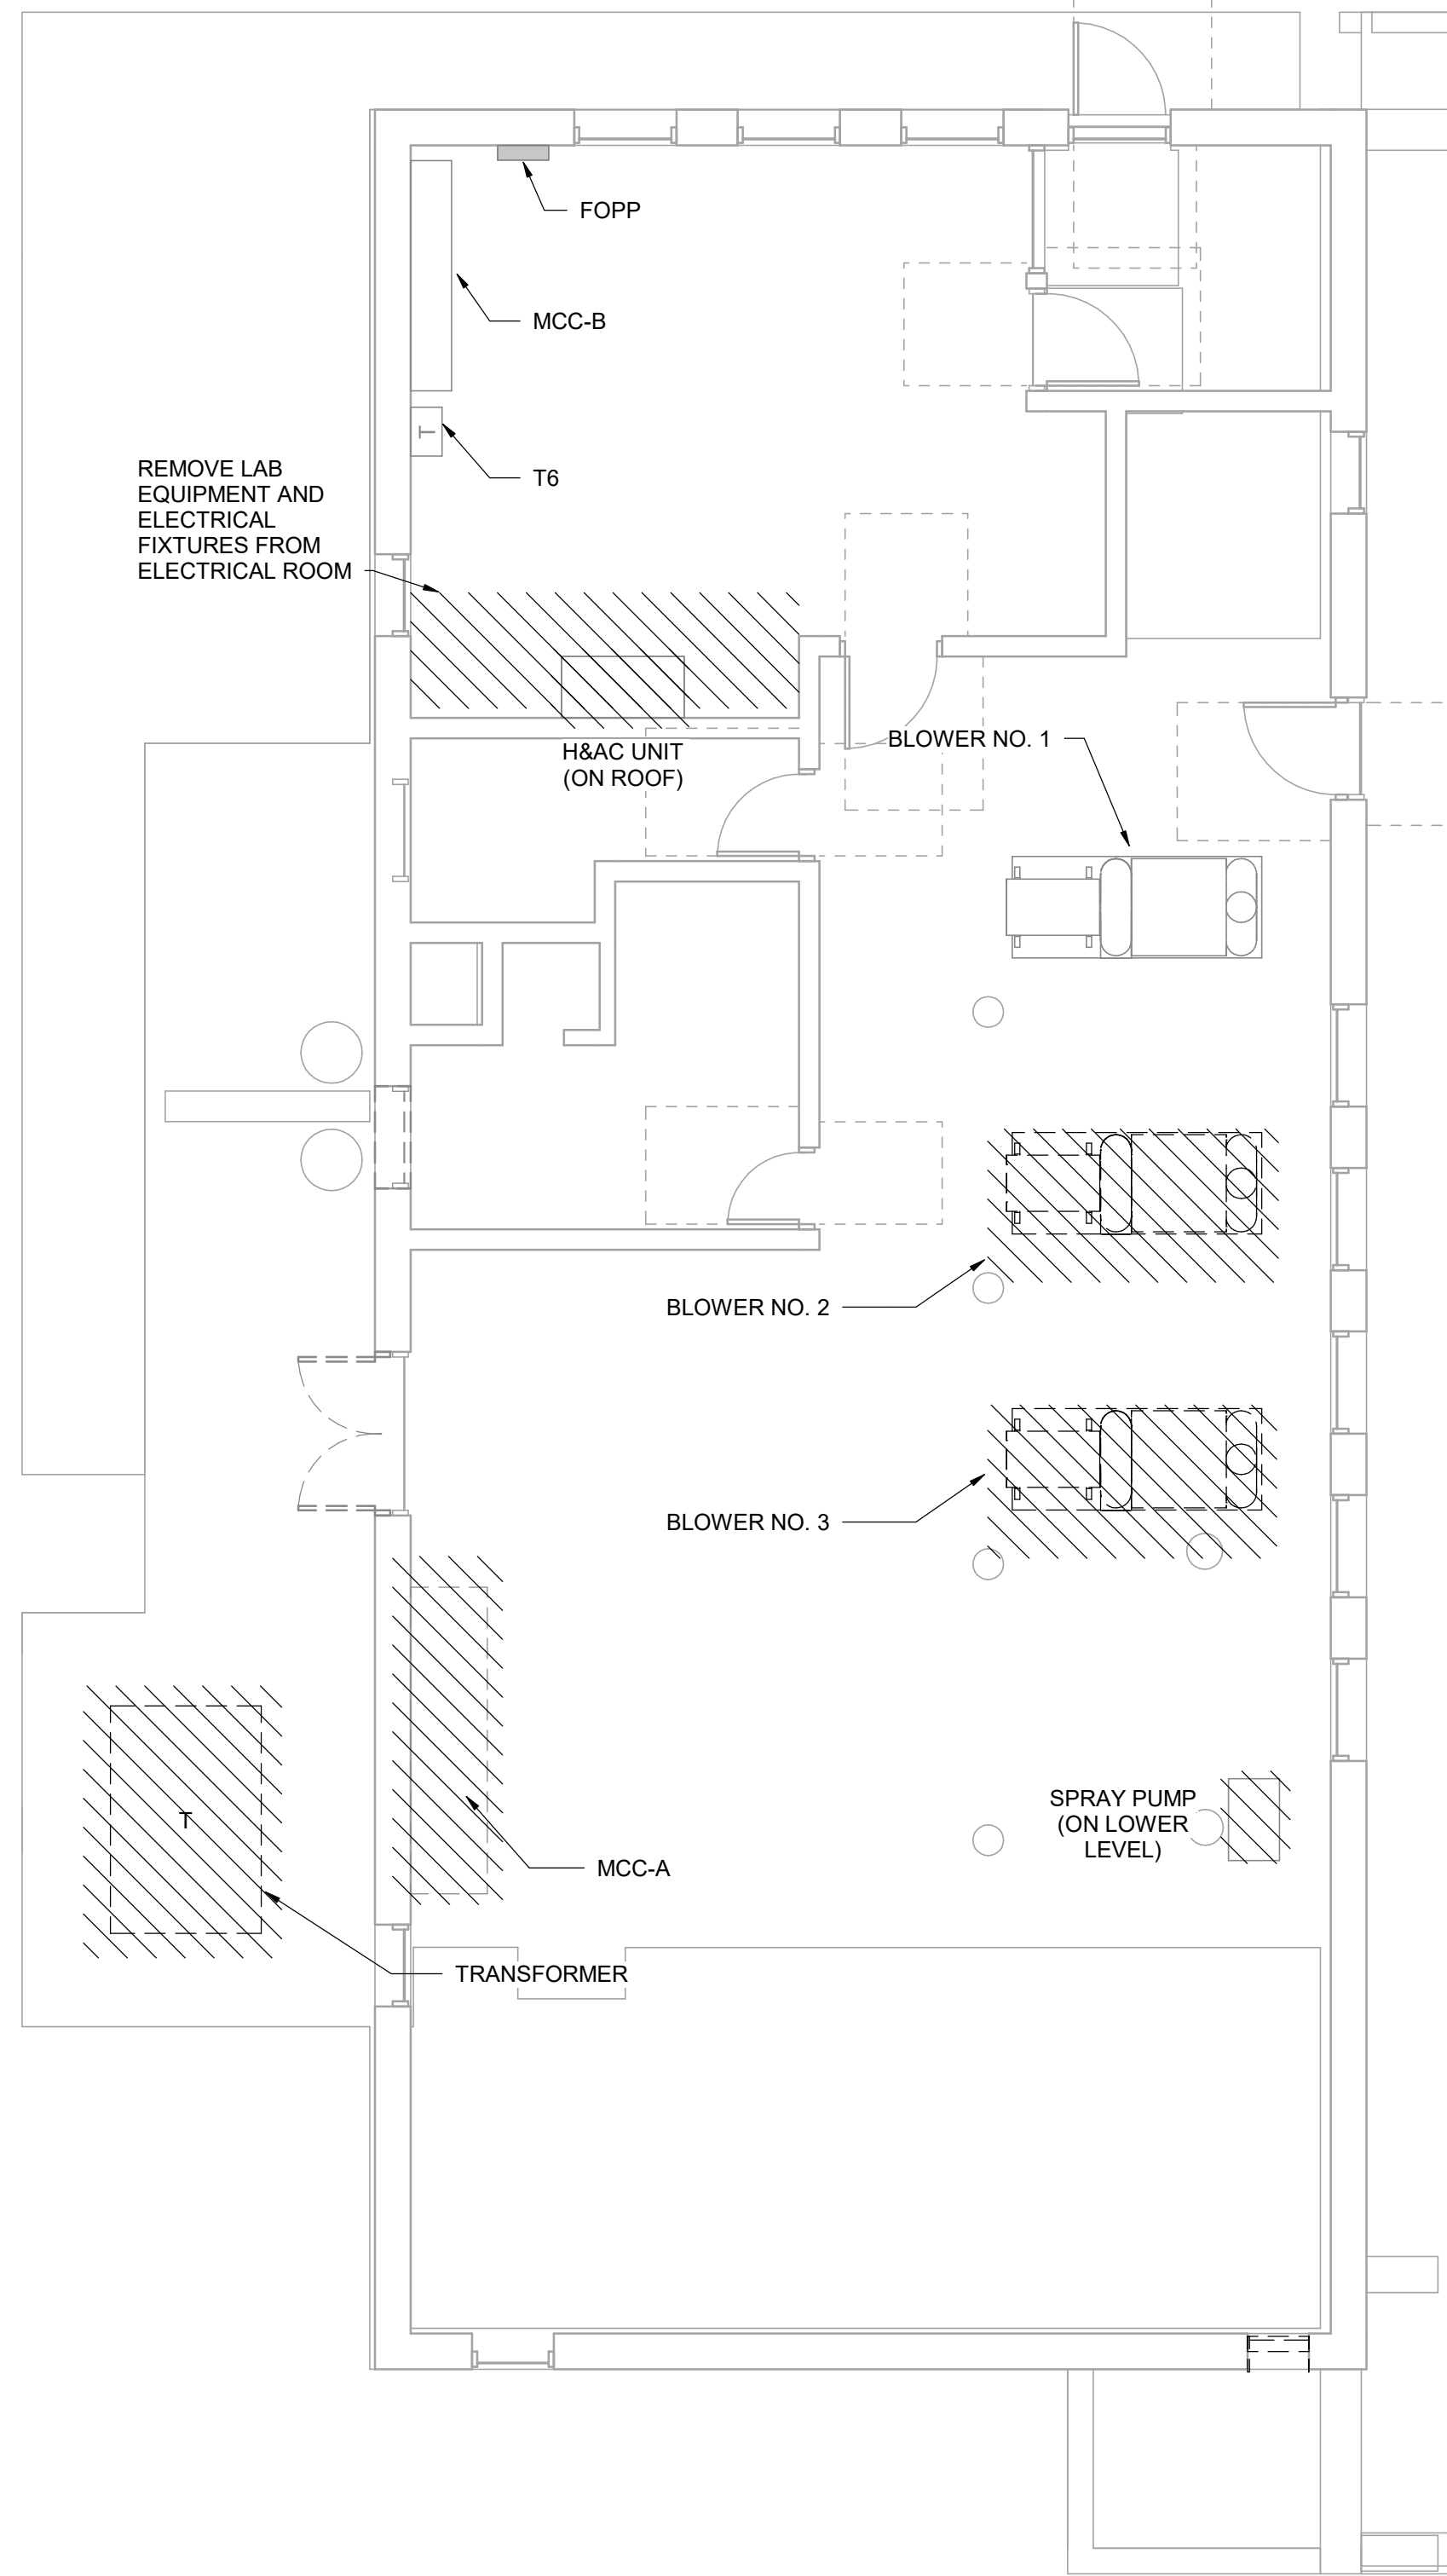 FOPP
MCC-B
T
T6
REMOVE LAB
EQUIPMENT AND
ELECTRICAL
FIXTURES FROM
ELECTRICAL ROOM
BLOWER NO. 1
H&AC UNIT
(ON ROOF)
BLOWER NO. 2
BLOWER NO. 3
SPRAY PUMP
(ON LOWER
LEVEL)
T
MCC-A
TRANSFORMER